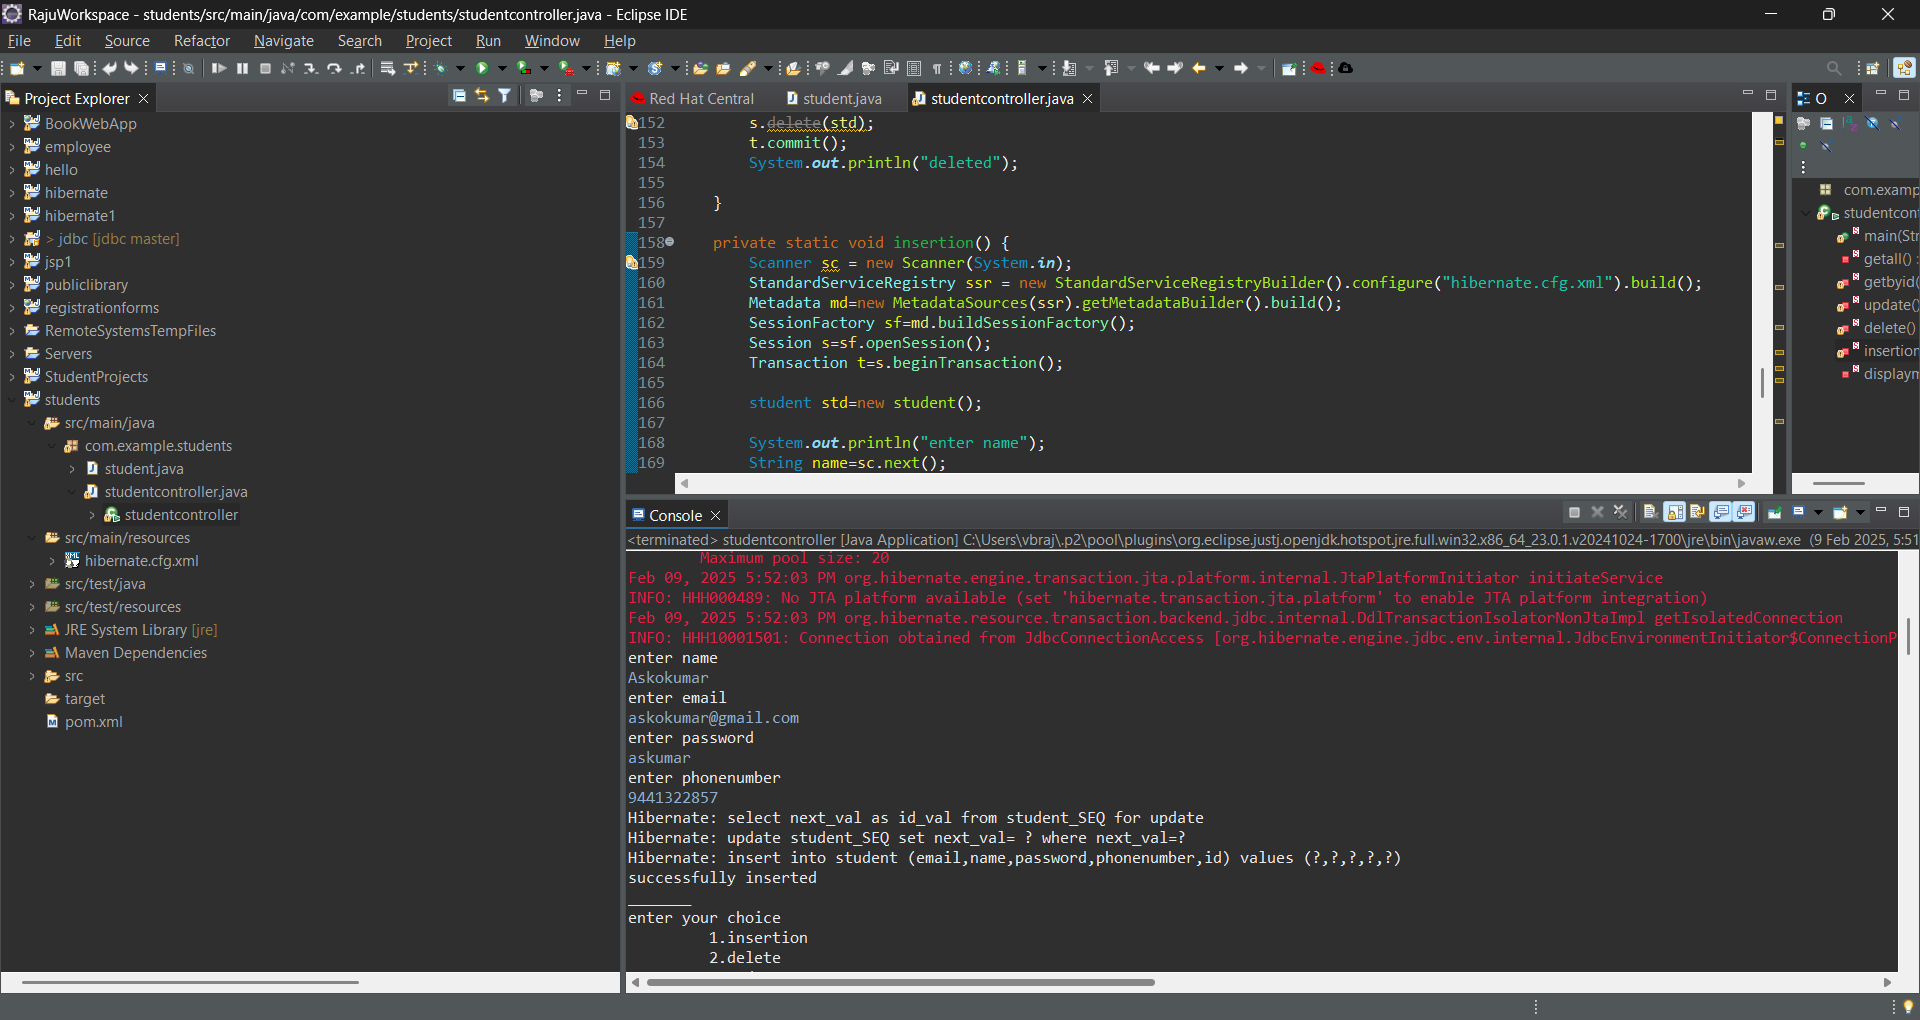 RajuWorkspace - students/src/main/java/com/example/students/studentcontroller.java - Eclipse IDE
File Edit Source Refactor Navigate Search Project Run Window Help
Project Explorer
BookWebApp
employee
hello
hibernate
hibernate1
> jdbc [jdbc master]
jsp1
publiclibrary
registrationforms
RemoteSystemsTempFiles
Servers
StudentProjects
students
src/main/java
com.example.students
student.java
studentcontroller.java
studentcontroller
src/main/resources
hibernate.cfg.xml
src/test/java
src/test/resources
JRE System Library [jre]
Maven Dependencies
src
target
pom.xml
Red Hat Central student.java studentcontroller.java
152 s.delete(std);
153 t.commit();
154 System.out.println("deleted");
155
156 }
157
158 private static void insertion() {
159 Scanner sc = new Scanner(System.in);
160 StandardServiceRegistry ssr = new StandardServiceRegistryBuilder().configure("hibernate.cfg.xml").build();
161 Metadata md=new MetadataSources(ssr).getMetadataBuilder().build();
162 SessionFactory sf=md.buildSessionFactory();
163 Session s=sf.openSession();
164 Transaction t=s.beginTransaction();
165
166 student std=new student();
167
168 System.out.println("enter name");
169 String name=sc.next();
O
com.examp
studentcon
main(Str
getall() :
getbyid(
update()
delete()
insertion
displaym
Console
<terminated> studentcontroller [Java Application] C:\Users\vbraj\.p2\pool\plugins\org.eclipse.justj.openjdk.hotspot.jre.full.win32.x86_64_23.0.1.v20241024-1700\jre\bin\javaw.exe (9 Feb 2025, 5:51
Maximum pool size: 20
Feb 09, 2025 5:52:03 PM org.hibernate.engine.transaction.jta.platform.internal.JtaPlatformInitiator initiateService
INFO: HHH000489: No JTA platform available (set 'hibernate.transaction.jta.platform' to enable JTA platform integration)
Feb 09, 2025 5:52:03 PM org.hibernate.resource.transaction.backend.jdbc.internal.DdlTransactionIsolatorNonJtaImpl getIsolatedConnection
INFO: HHH10001501: Connection obtained from JdbcConnectionAccess [org.hibernate.engine.jdbc.env.internal.JdbcEnvironmentInitiator$ConnectionP
enter name
Askokumar
enter email
askokumar@gmail.com
enter password
askumar
enter phonenumber
9441322857
Hibernate: select next_val as id_val from student_SEQ for update
Hibernate: update student_SEQ set next_val= ? where next_val=?
Hibernate: insert into student (email,name,password,phonenumber,id) values (?,?,?,?,?)
successfully inserted
_______
enter your choice
1.insertion
2.delete